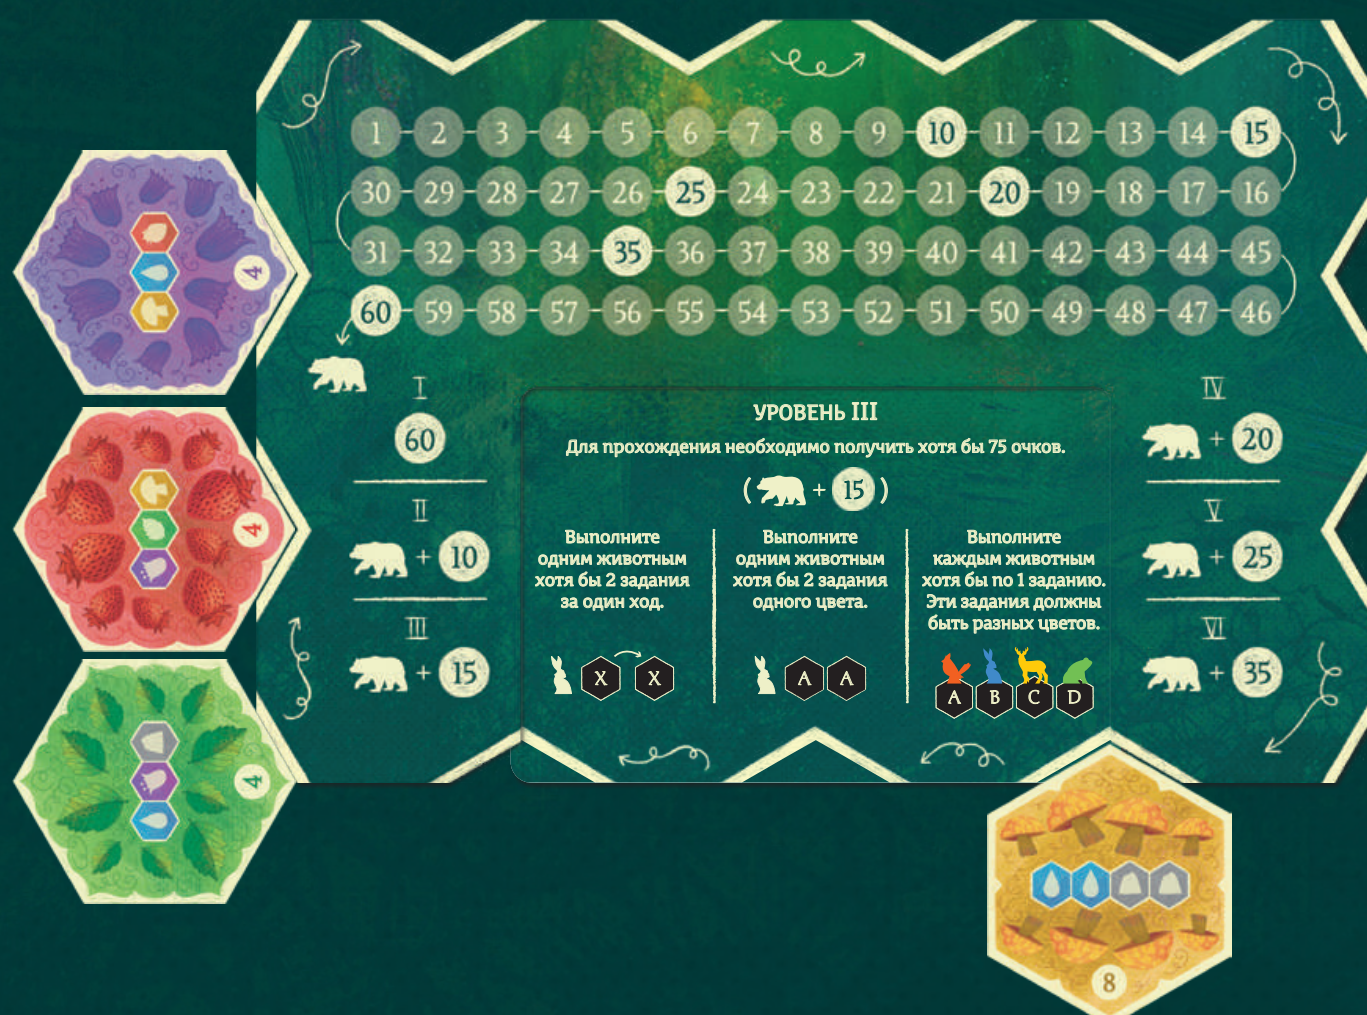 1 2 3 4 5 6 7 8 9 10 11 12 13 14 15
30 29 28 27 26 25 24 23 22 21 20 19 18 17 16
31 32 33 34 35 36 37 38 39 40 41 42 43 44 45
60 59 58 57 56 55 54 53 52 51 50 49 48 47 46
4
4
4
I
60
II
+ 10
III
+ 15
УРОВЕНЬ III
Для прохождения необходимо получить хотя бы 75 очков.
( + 15 )
Выполните
одним животным
хотя бы 2 задания
за один ход.
X X
Выполните
одним животным
хотя бы 2 задания
одного цвета.
A A
Выполните
каждым животным
хотя бы по 1 заданию.
Эти задания должны
быть разных цветов.
A B C D
IV
+ 20
V
+ 25
VI
+ 35
8